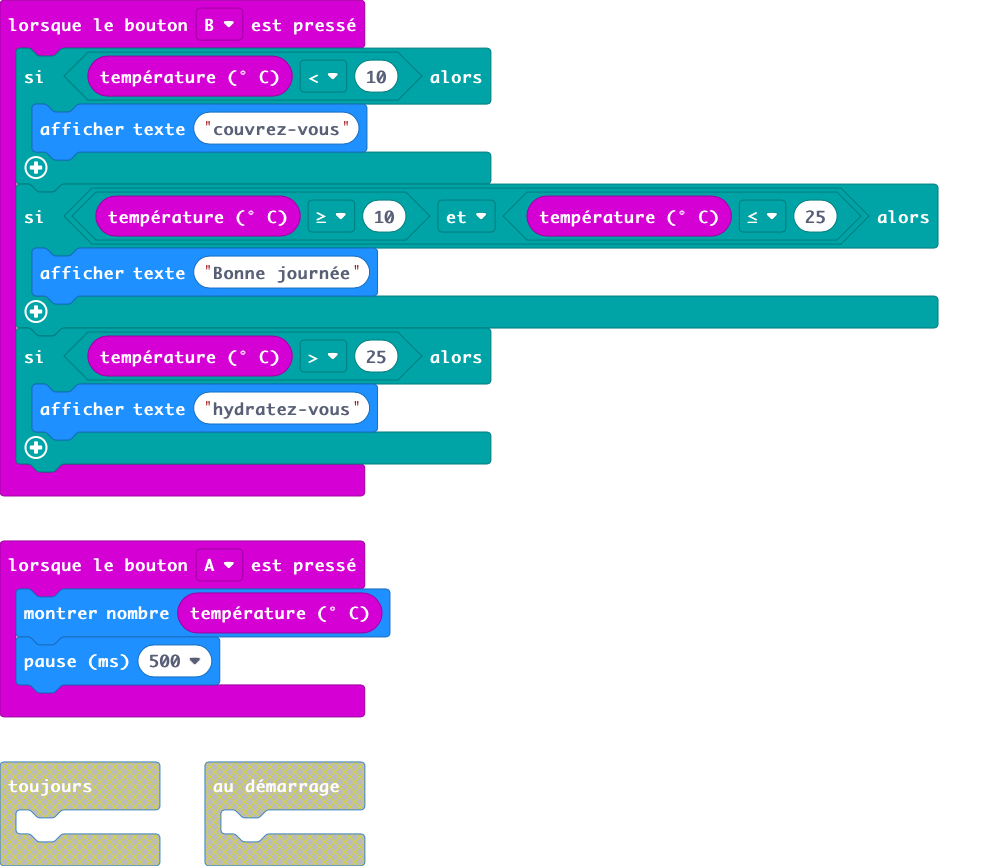 lorsque le bouton B est pressé
si température (° C) < 10 alors
afficher texte "couvrez-vous"
si température (° C) ≥ 10 et température (° C) ≤ 25 alors
afficher texte "Bonne journée"
si température (° C) > 25 alors
afficher texte "hydratez-vous"
lorsque le bouton A est pressé
montrer nombre température (° C)
pause (ms) 500
toujours
au démarrage